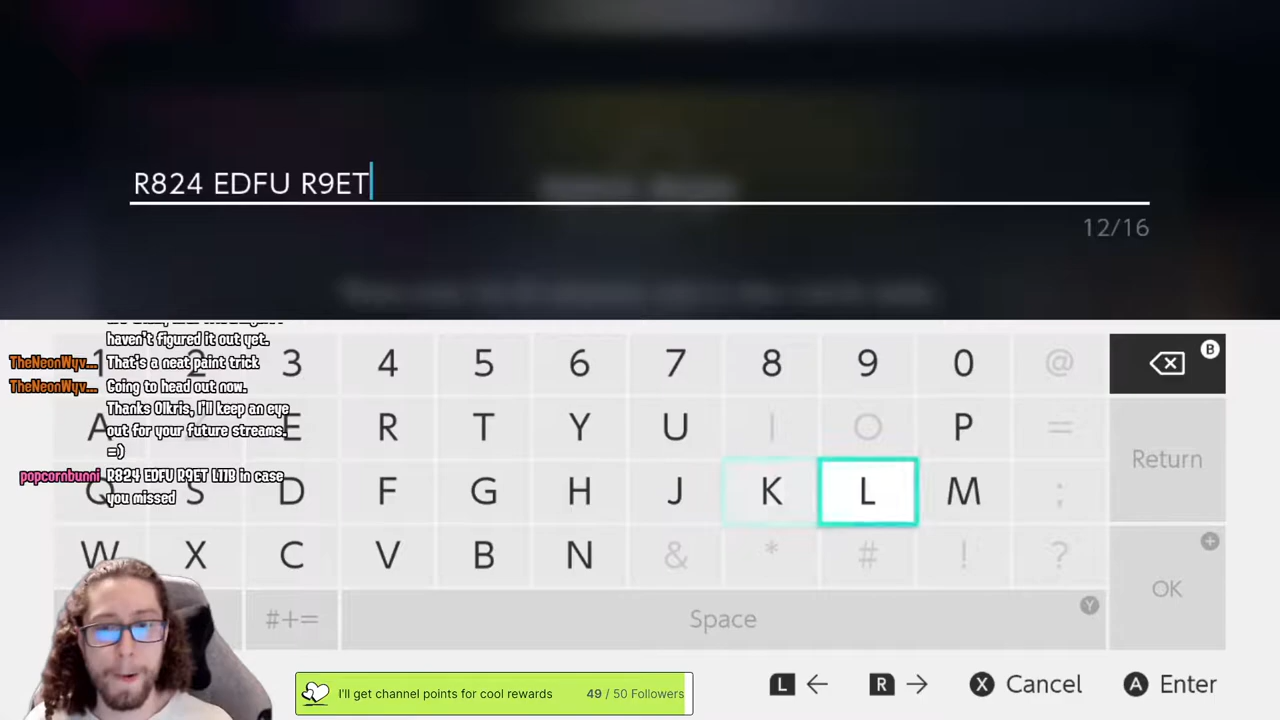 R824 EDFU R9ET
12/16
haven't figured it out yet.
TheNeonWyv... That's a neat paint trick
TheNeonWyv... Going to head out now.
Thanks Olkris, I'll keep an eye
out for your future streams.
=)
popcornbunni R824 EDFU R9ET L11B in case
you missed
1 2 3 4 5 6 7 8 9 0 @ B
A Z E R T Y U I O P =
Return
Q S D F G H J K L M ;
W X C V B N & * # ! ? +
OK
#+= Space Y
I'll get channel points for cool rewards 49 / 50 Followers
L ← R → X Cancel A Enter